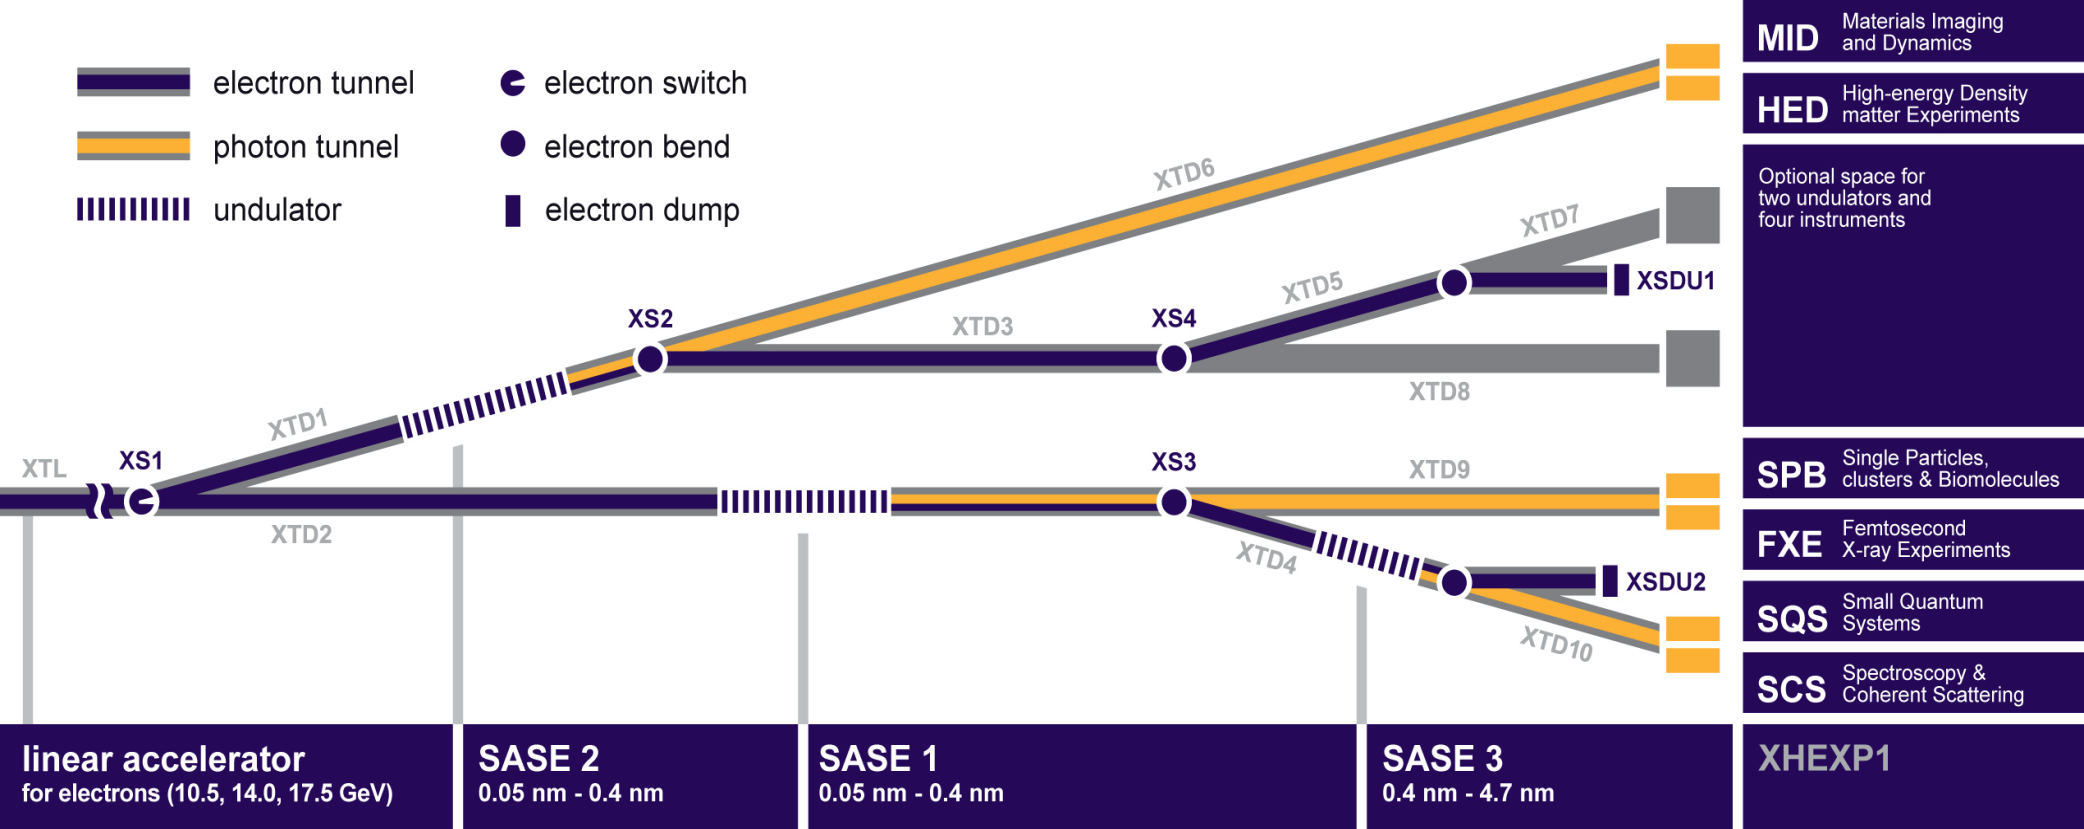 electron tunnel
photon tunnel
undulator
electron switch
electron bend
electron dump
XTD6
XTD7
XSDU1
XTD5
XS2
XTD3
XS4
XTD8
XTD1
XTL
XS1
XTD2
XS3
XTD9
XTD4
XSDU2
XTD10
MID
Materials Imaging
and Dynamics
HED
High-energy Density
matter Experiments
Optional space for
two undulators and
four instruments
SPB
Single Particles,
clusters & Biomolecules
FXE
Femtosecond
X-ray Experiments
SQS
Small Quantum
Systems
SCS
Spectroscopy &
Coherent Scattering
linear accelerator
for electrons (10.5, 14.0, 17.5 GeV)
SASE 2
0.05 nm - 0.4 nm
SASE 1
0.05 nm - 0.4 nm
SASE 3
0.4 nm - 4.7 nm
XHEXP1